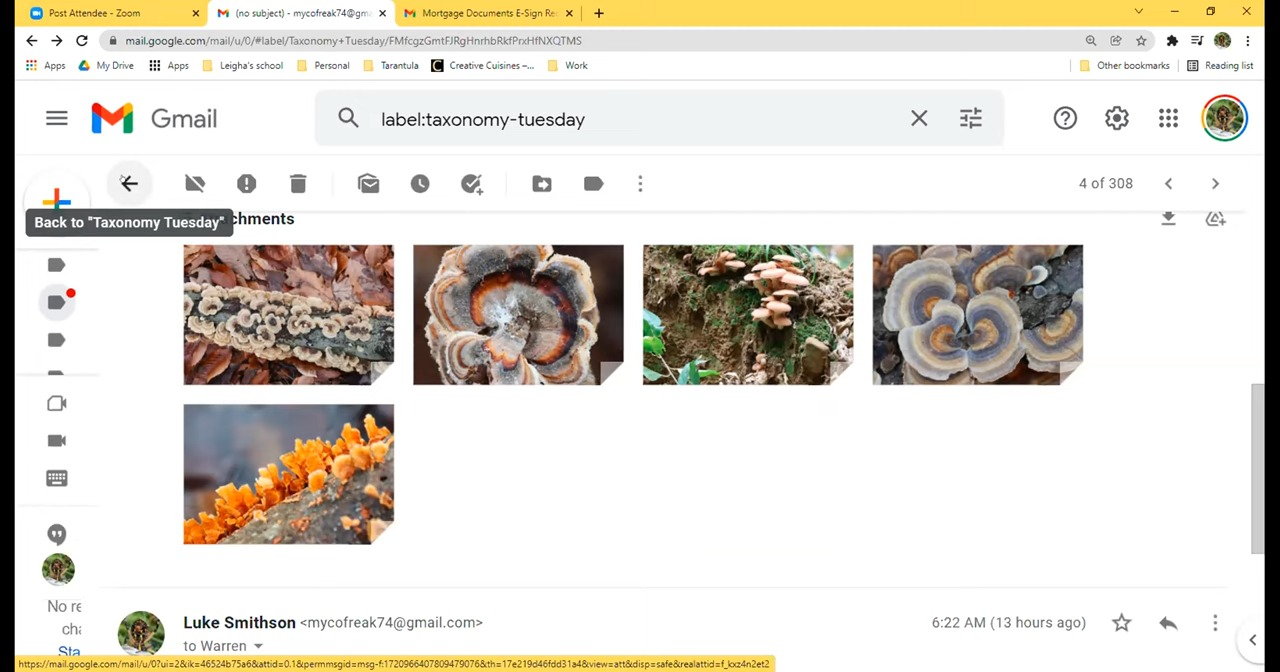 Post Attendee - Zoom
(no subject) - mycofreak74@gm
Mortgage Documents E-Sign Re
mail.google.com/mail/u/0/#label/Taxonomy+Tuesday/FMfcgzGmtFJRgHnrhbRkfPrxHfNXQTMS
Apps My Drive Apps Leigha's school Personal Tarantula Creative Cuisines –... Work Other bookmarks Reading list
Gmail
label:taxonomy-tuesday
4 of 308
Back to "Taxonomy Tuesday"
chments
Luke Smithson <mycofreak74@gmail.com>
6:22 AM (13 hours ago)
to Warren
No re
cha
Sta
https://mail.google.com/mail/u/0?ui=2&ik=46524b75a6&attid=0.1&permmsgid=msg-f:1720966407809479076&th=17e219d46fdd31a4&view=att&disp=safe&realattid=f_kxz4n2et2